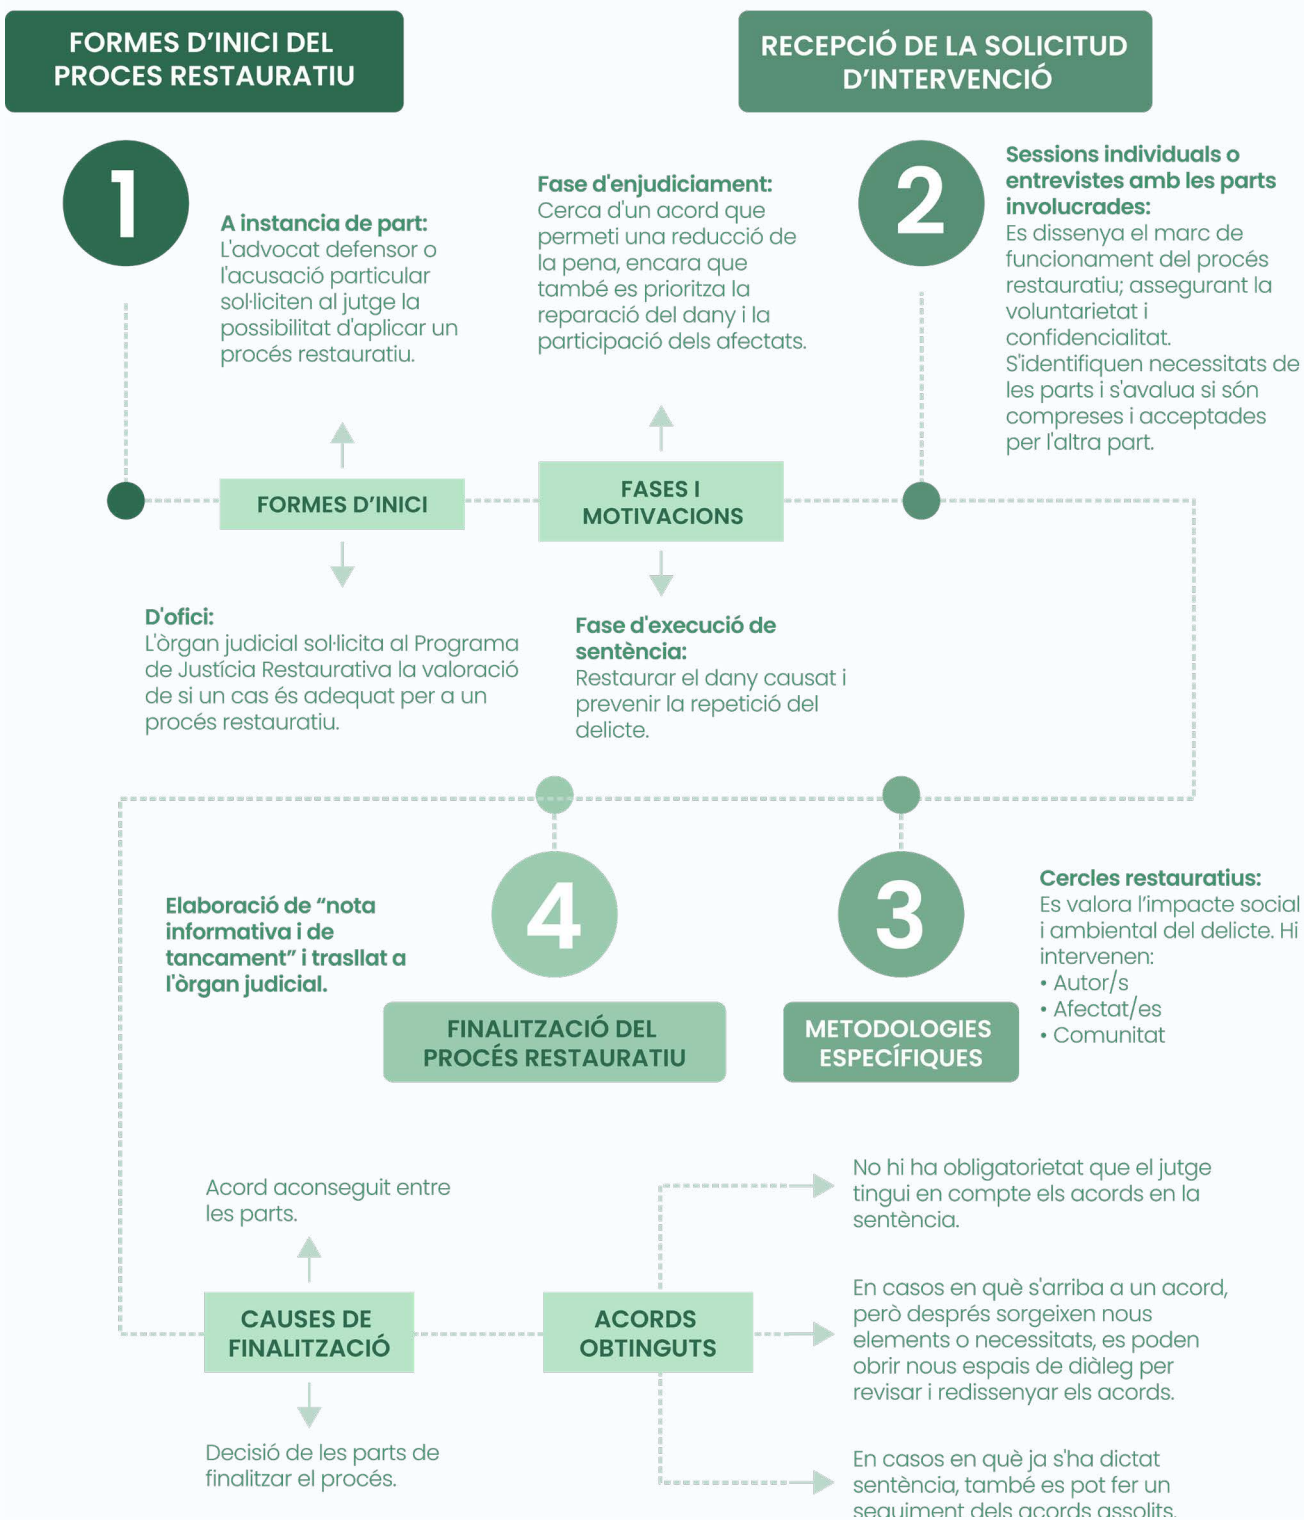 FORMES D'INICI DEL
PROCES RESTAURATIU
1
A instancia de part:
L'advocat defensor o
l'acusació particular
sol·liciten al jutge la
possibilitat d'aplicar un
procés restauratiu.
FORMES D'INICI
D'ofici:
L'òrgan judicial sol·licita al Programa
de Justícia Restaurativa la valoració
de si un cas és adequat per a un
procés restauratiu.
Fase d'enjudiciament:
Cerca d'un acord que
permeti una reducció de
la pena, encara que
també es prioritza la
reparació del dany i la
participació dels afectats.
FASES I
MOTIVACIONS
Fase d'execució de
sentència:
Restaurar el dany causat i
prevenir la repetició del
delicte.
RECEPCIÓ DE LA SOLICITUD
D'INTERVENCIÓ
2
Sessions individuals o
entrevistes amb les parts
involucrades:
Es dissenya el marc de
funcionament del procés
restauratiu; assegurant la
voluntarietat i
confidencialitat.
S'identifiquen necessitats de
les parts i s'avalua si són
compreses i acceptades
per l'altra part.
3
METODOLOGIES
ESPECÍFIQUES
Cercles restauratius:
Es valora l'impacte social
i ambiental del delicte. Hi
intervenen:
• Autor/s
• Afectat/es
• Comunitat
4
FINALITZACIÓ DEL
PROCÉS RESTAURATIU
Elaboració de “nota
informativa i de
tancament” i trasllat a
l'òrgan judicial.
Acord aconseguit entre
les parts.
CAUSES DE
FINALITZACIÓ
Decisió de les parts de
finalitzar el procés.
ACORDS
OBTINGUTS
No hi ha obligatorietat que el jutge
tingui en compte els acords en la
sentència.
En casos en què s'arriba a un acord,
però després sorgeixen nous
elements o necessitats, es poden
obrir nous espais de diàleg per
revisar i redissenyar els acords.
En casos en què ja s'ha dictat
sentència, també es pot fer un
seguiment dels acords assolits.